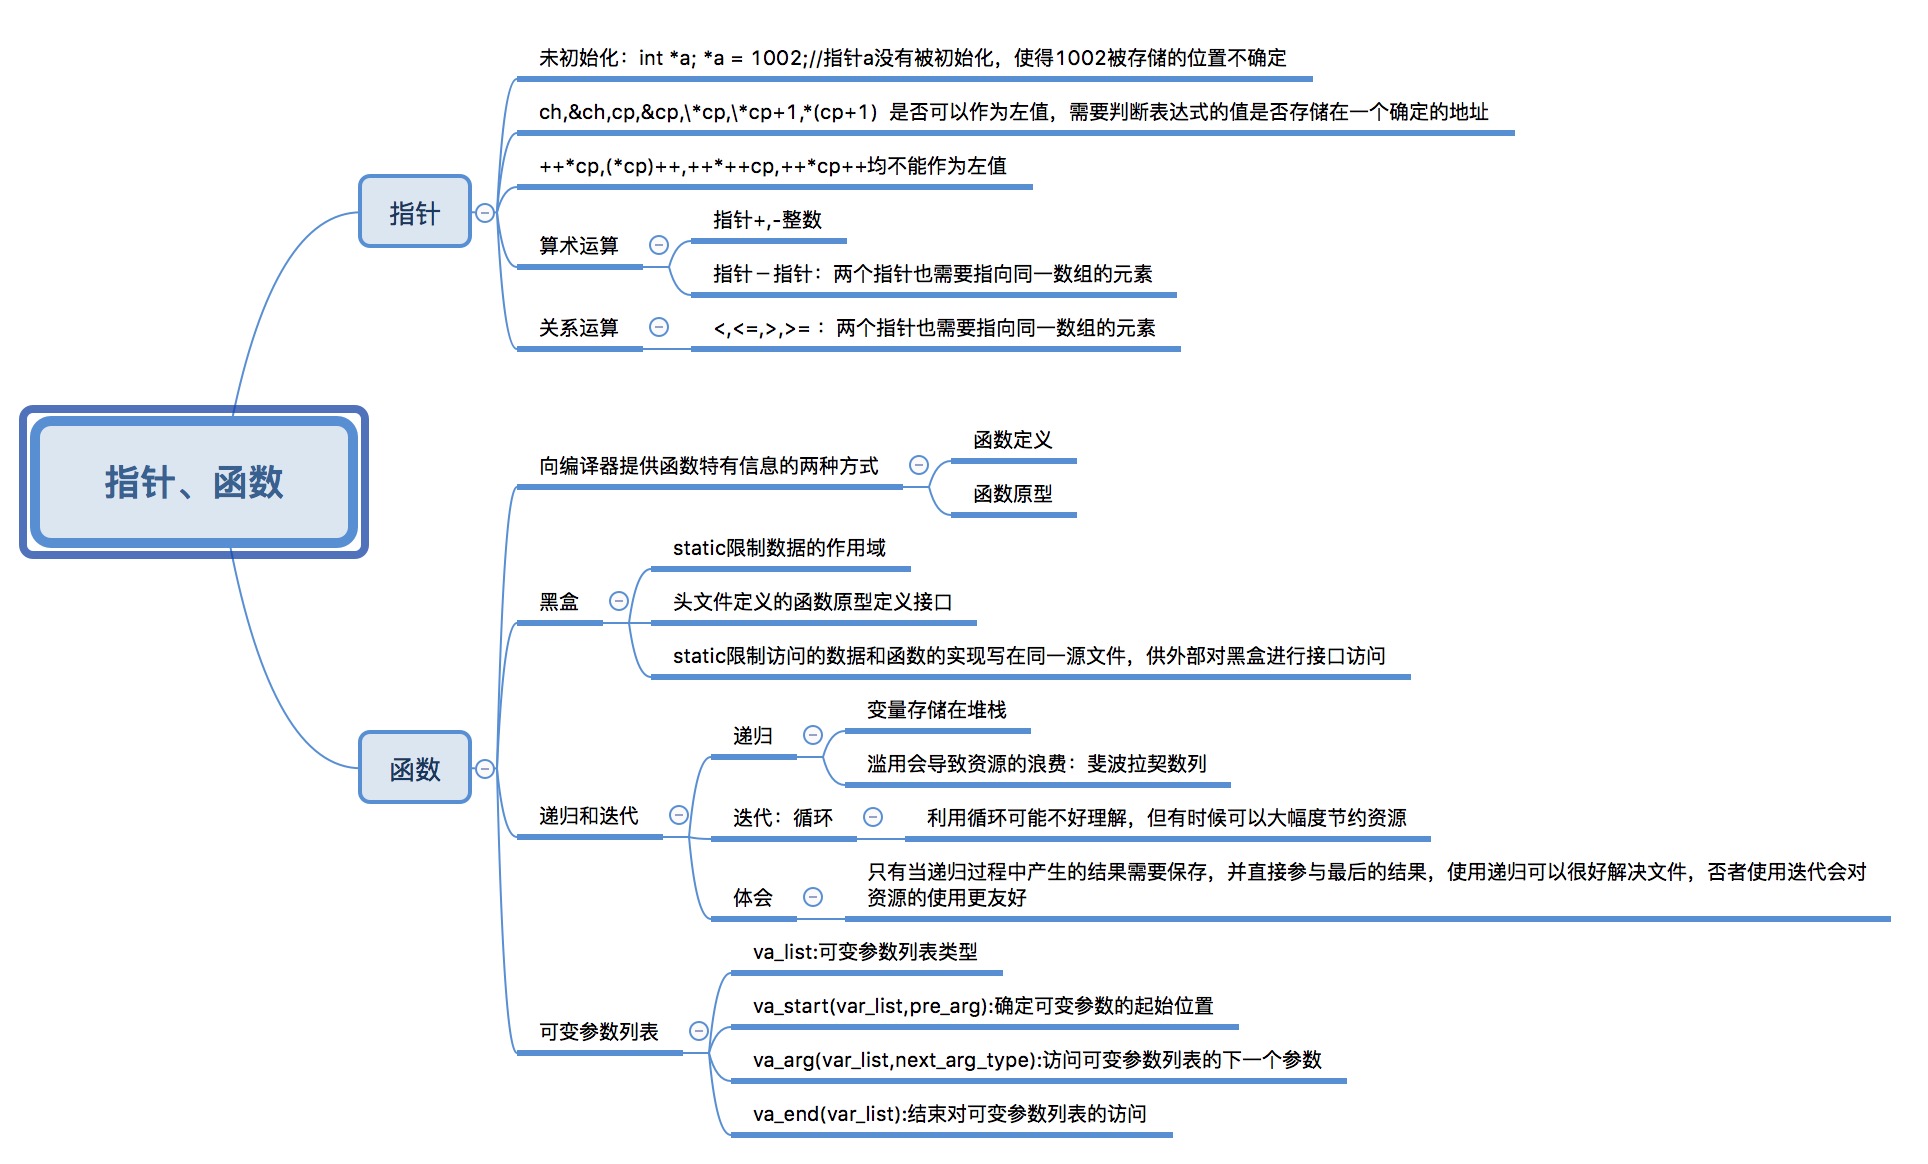 指针、函数
指针
未初始化：int *a; *a = 1002;//指针a没有被初始化，使得1002被存储的位置不确定
ch,&ch,cp,&cp,\*cp,\*cp+1,*(cp+1)  是否可以作为左值，需要判断表达式的值是否存储在一个确定的地址
++*cp,(*cp)++,++*++cp,++*cp++均不能作为左值
算术运算
指针+,-整数
指针－指针：两个指针也需要指向同一数组的元素
关系运算
<,<=,>,>= ：两个指针也需要指向同一数组的元素
函数
向编译器提供函数特有信息的两种方式
函数定义
函数原型
黑盒
static限制数据的作用域
头文件定义的函数原型定义接口
static限制访问的数据和函数的实现写在同一源文件，供外部对黑盒进行接口访问
递归和迭代
递归
变量存储在堆栈
滥用会导致资源的浪费：斐波拉契数列
迭代：循环
利用循环可能不好理解，但有时候可以大幅度节约资源
体会
只有当递归过程中产生的结果需要保存，并直接参与最后的结果，使用递归可以很好解决文件，否者使用迭代会对
资源的使用更友好
可变参数列表
va_list:可变参数列表类型
va_start(var_list,pre_arg):确定可变参数的起始位置
va_arg(var_list,next_arg_type):访问可变参数列表的下一个参数
va_end(var_list):结束对可变参数列表的访问